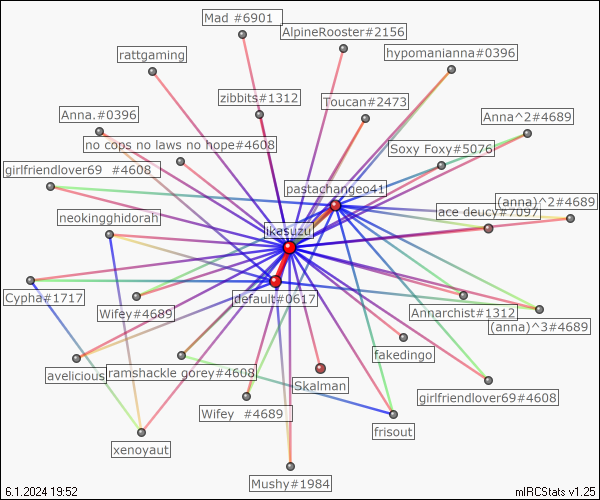 Mad #6901
AlpineRooster#2156
rattgaming
hypomanianna#0396
zibbits#1312
Toucan#2473
Anna.#0396
Anna^2#4689
no cops no laws no hope#4608
Soxy Foxy#5076
girlfriendlover69 #4608
pastachangeo41
(anna)^2#4689
neokingghidorah
ace deucy#7097
likesuzu
Cypha#1717
default#0617
Wifey#4689
Annarchist#1312
(anna)^3#4689
fakedingo
avelicious
ramshackle gorey#4608
Skalman
girlfriendlover69#4608
Wifey #4689
frisout
xenoyaut
Mushy#1984
6.1.2024 19:52
mIRCStats v1.25